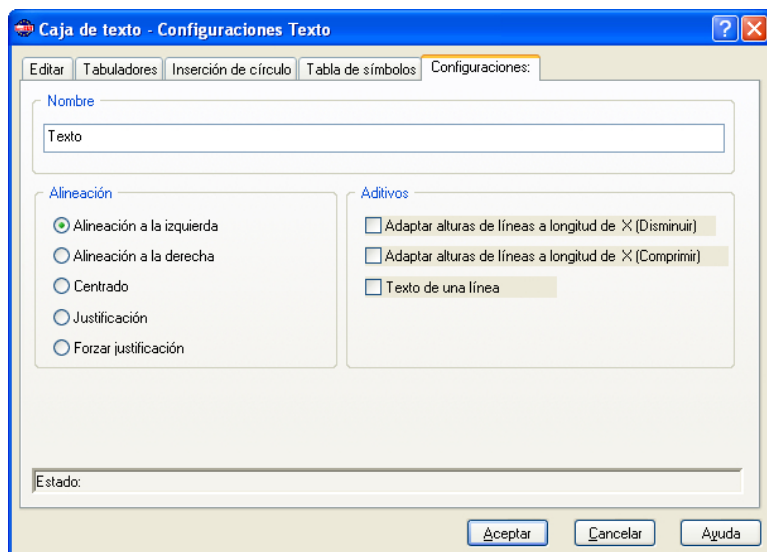 Caja de texto - Configuraciones Texto
Editar Tabuladores Inserción de círculo Tabla de símbolos Configuraciones:
Nombre
Texto
Alineación
Alineación a la izquierda
Alineación a la derecha
Centrado
Justificación
Forzar justificación
Aditivos
Adaptar alturas de líneas a longitud de X (Disminuir)
Adaptar alturas de líneas a longitud de X (Comprimir)
Texto de una línea
Estado:
Aceptar Cancelar Ayuda